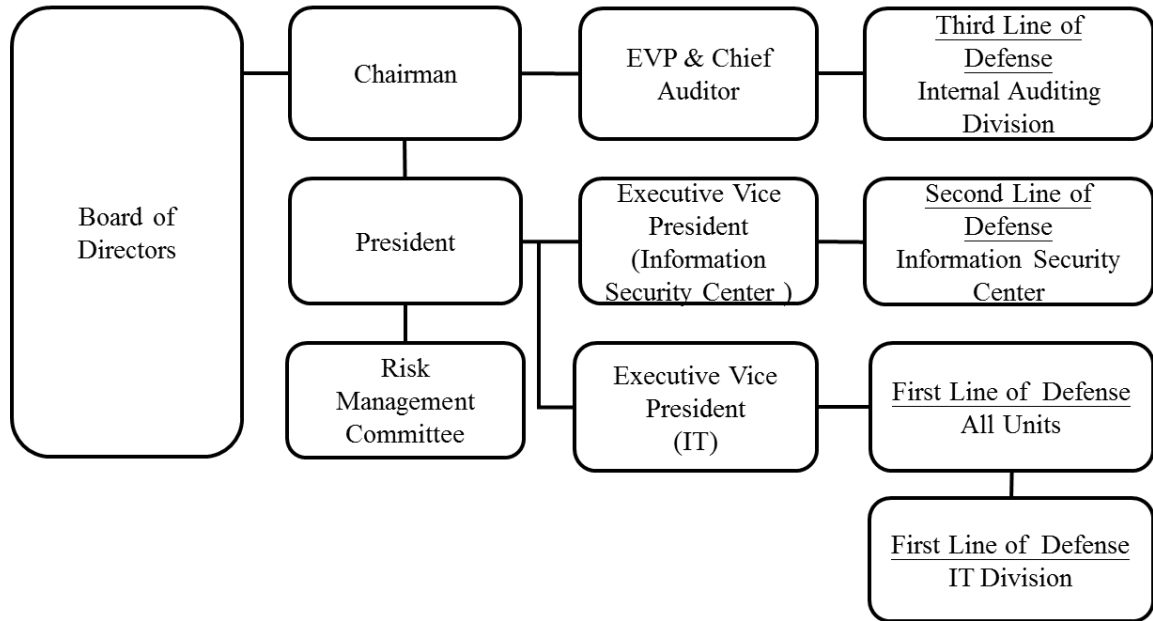 Board of
Directors
Chairman
EVP & Chief
Auditor
Third Line of
Defense
Internal Auditing
Division
President
Executive Vice
President
(Information
Security Center )
Second Line of
Defense
Information Security
Center
Risk
Management
Committee
Executive Vice
President
(IT)
First Line of Defense
All Units
First Line of Defense
IT Division